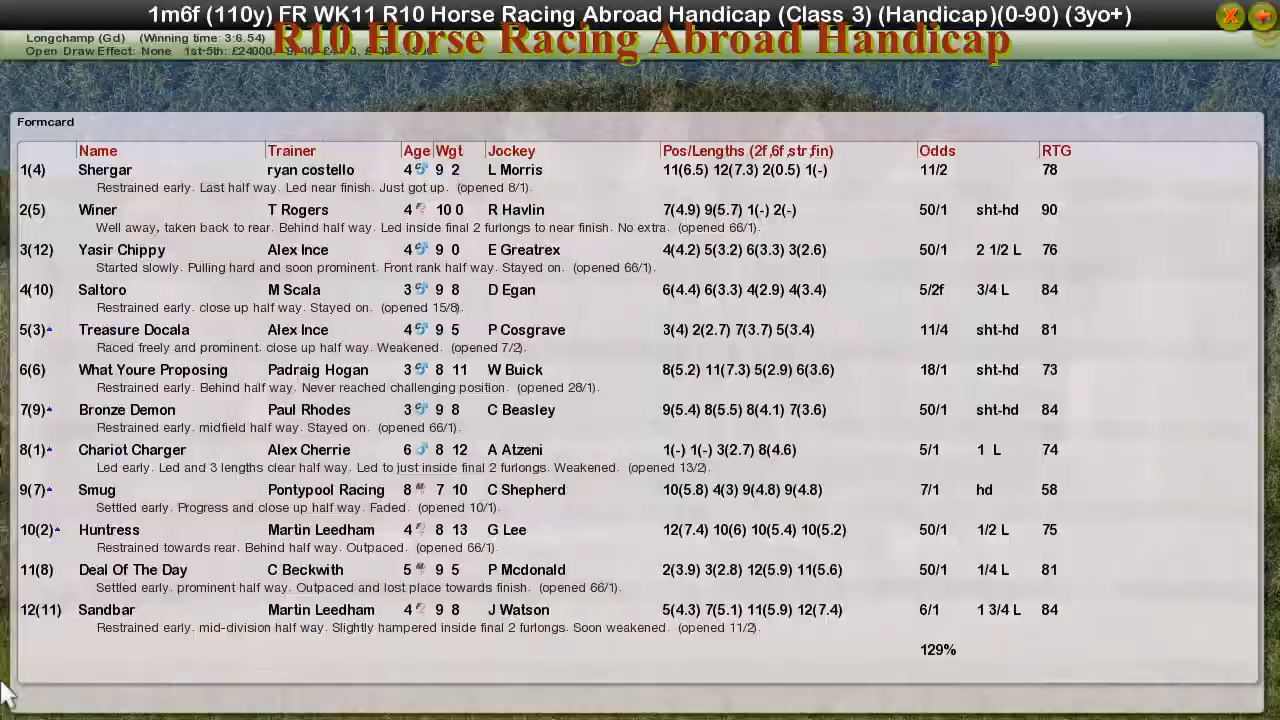 1m6f (110y) FR WK11 R10 Horse Racing Abroad Handicap (Class 3) (Handicap)(0-90) (3yo+)
Longchamp (Gd) (Winning time: 3:6.54)
R10 Horse Racing Abroad Handicap
Open Draw Effect: None 1st-5th: £24000,
Formcard
Name Trainer Age Wgt Jockey Pos/Lengths (2f,6f,str,fin) Odds RTG
1(4) Shergar ryan costello 4 9 2 L Morris 11(6.5) 12(7.3) 2(0.5) 1(-) 11/2 78
Restrained early. Last half way. Led near finish. Just got up. (opened 8/1).
2(5) Winer T Rogers 4 10 0 R Havlin 7(4.9) 9(5.7) 1(-) 2(-) 50/1 sht-hd 90
Well away, taken back to rear. Behind half way. Led inside final 2 furlongs to near finish. No extra. (opened 66/1).
3(12) Yasir Chippy Alex Ince 4 9 0 E Greatrex 4(4.2) 5(3.2) 6(3.3) 3(2.6) 50/1 2 1/2 L 76
Started slowly. Pulling hard and soon prominent. Front rank half way. Stayed on. (opened 66/1).
4(10) Saltoro M Scala 3 9 8 D Egan 6(4.4) 6(3.3) 4(2.9) 4(3.4) 5/2f 3/4 L 84
Restrained early. close up half way. Stayed on. (opened 15/8).
5(3) Treasure Docala Alex Ince 4 9 5 P Cosgrave 3(4) 2(2.7) 7(3.7) 5(3.4) 11/4 sht-hd 81
Raced freely and prominent. close up half way. Weakened. (opened 7/2).
6(6) What Youre Proposing Padraig Hogan 3 8 11 W Buick 8(5.2) 11(7.3) 5(2.9) 6(3.6) 18/1 sht-hd 73
Restrained early. Behind half way. Never reached challenging position. (opened 28/1).
7(9) Bronze Demon Paul Rhodes 3 9 8 C Beasley 9(5.4) 8(5.5) 8(4.1) 7(3.6) 50/1 sht-hd 84
Restrained early. midfield half way. Stayed on. (opened 66/1).
8(1) Chariot Charger Alex Cherrie 6 8 12 A Atzeni 1(-) 1(-) 3(2.7) 8(4.6) 5/1 1 L 74
Led early. Led and 3 lengths clear half way. Led to just inside final 2 furlongs. Weakened. (opened 13/2).
9(7) Smug Pontypool Racing 8 7 10 C Shepherd 10(5.8) 4(3) 9(4.8) 9(4.8) 7/1 hd 58
Settled early. Progress and close up half way. Faded. (opened 10/1).
10(2) Huntress Martin Leedham 4 8 13 G Lee 12(7.4) 10(6) 10(5.4) 10(5.2) 50/1 1/2 L 75
Restrained towards rear. Behind half way. Outpaced. (opened 66/1).
11(8) Deal Of The Day C Beckwith 5 9 5 P Mcdonald 2(3.9) 3(2.8) 12(5.9) 11(5.6) 50/1 1/4 L 81
Settled early. prominent half way. Outpaced and lost place towards finish. (opened 66/1).
12(11) Sandbar Martin Leedham 4 9 8 J Watson 5(4.3) 7(5.1) 11(5.9) 12(7.4) 6/1 1 3/4 L 84
Restrained early. mid-division half way. Slightly hampered inside final 2 furlongs. Soon weakened. (opened 11/2).
129%